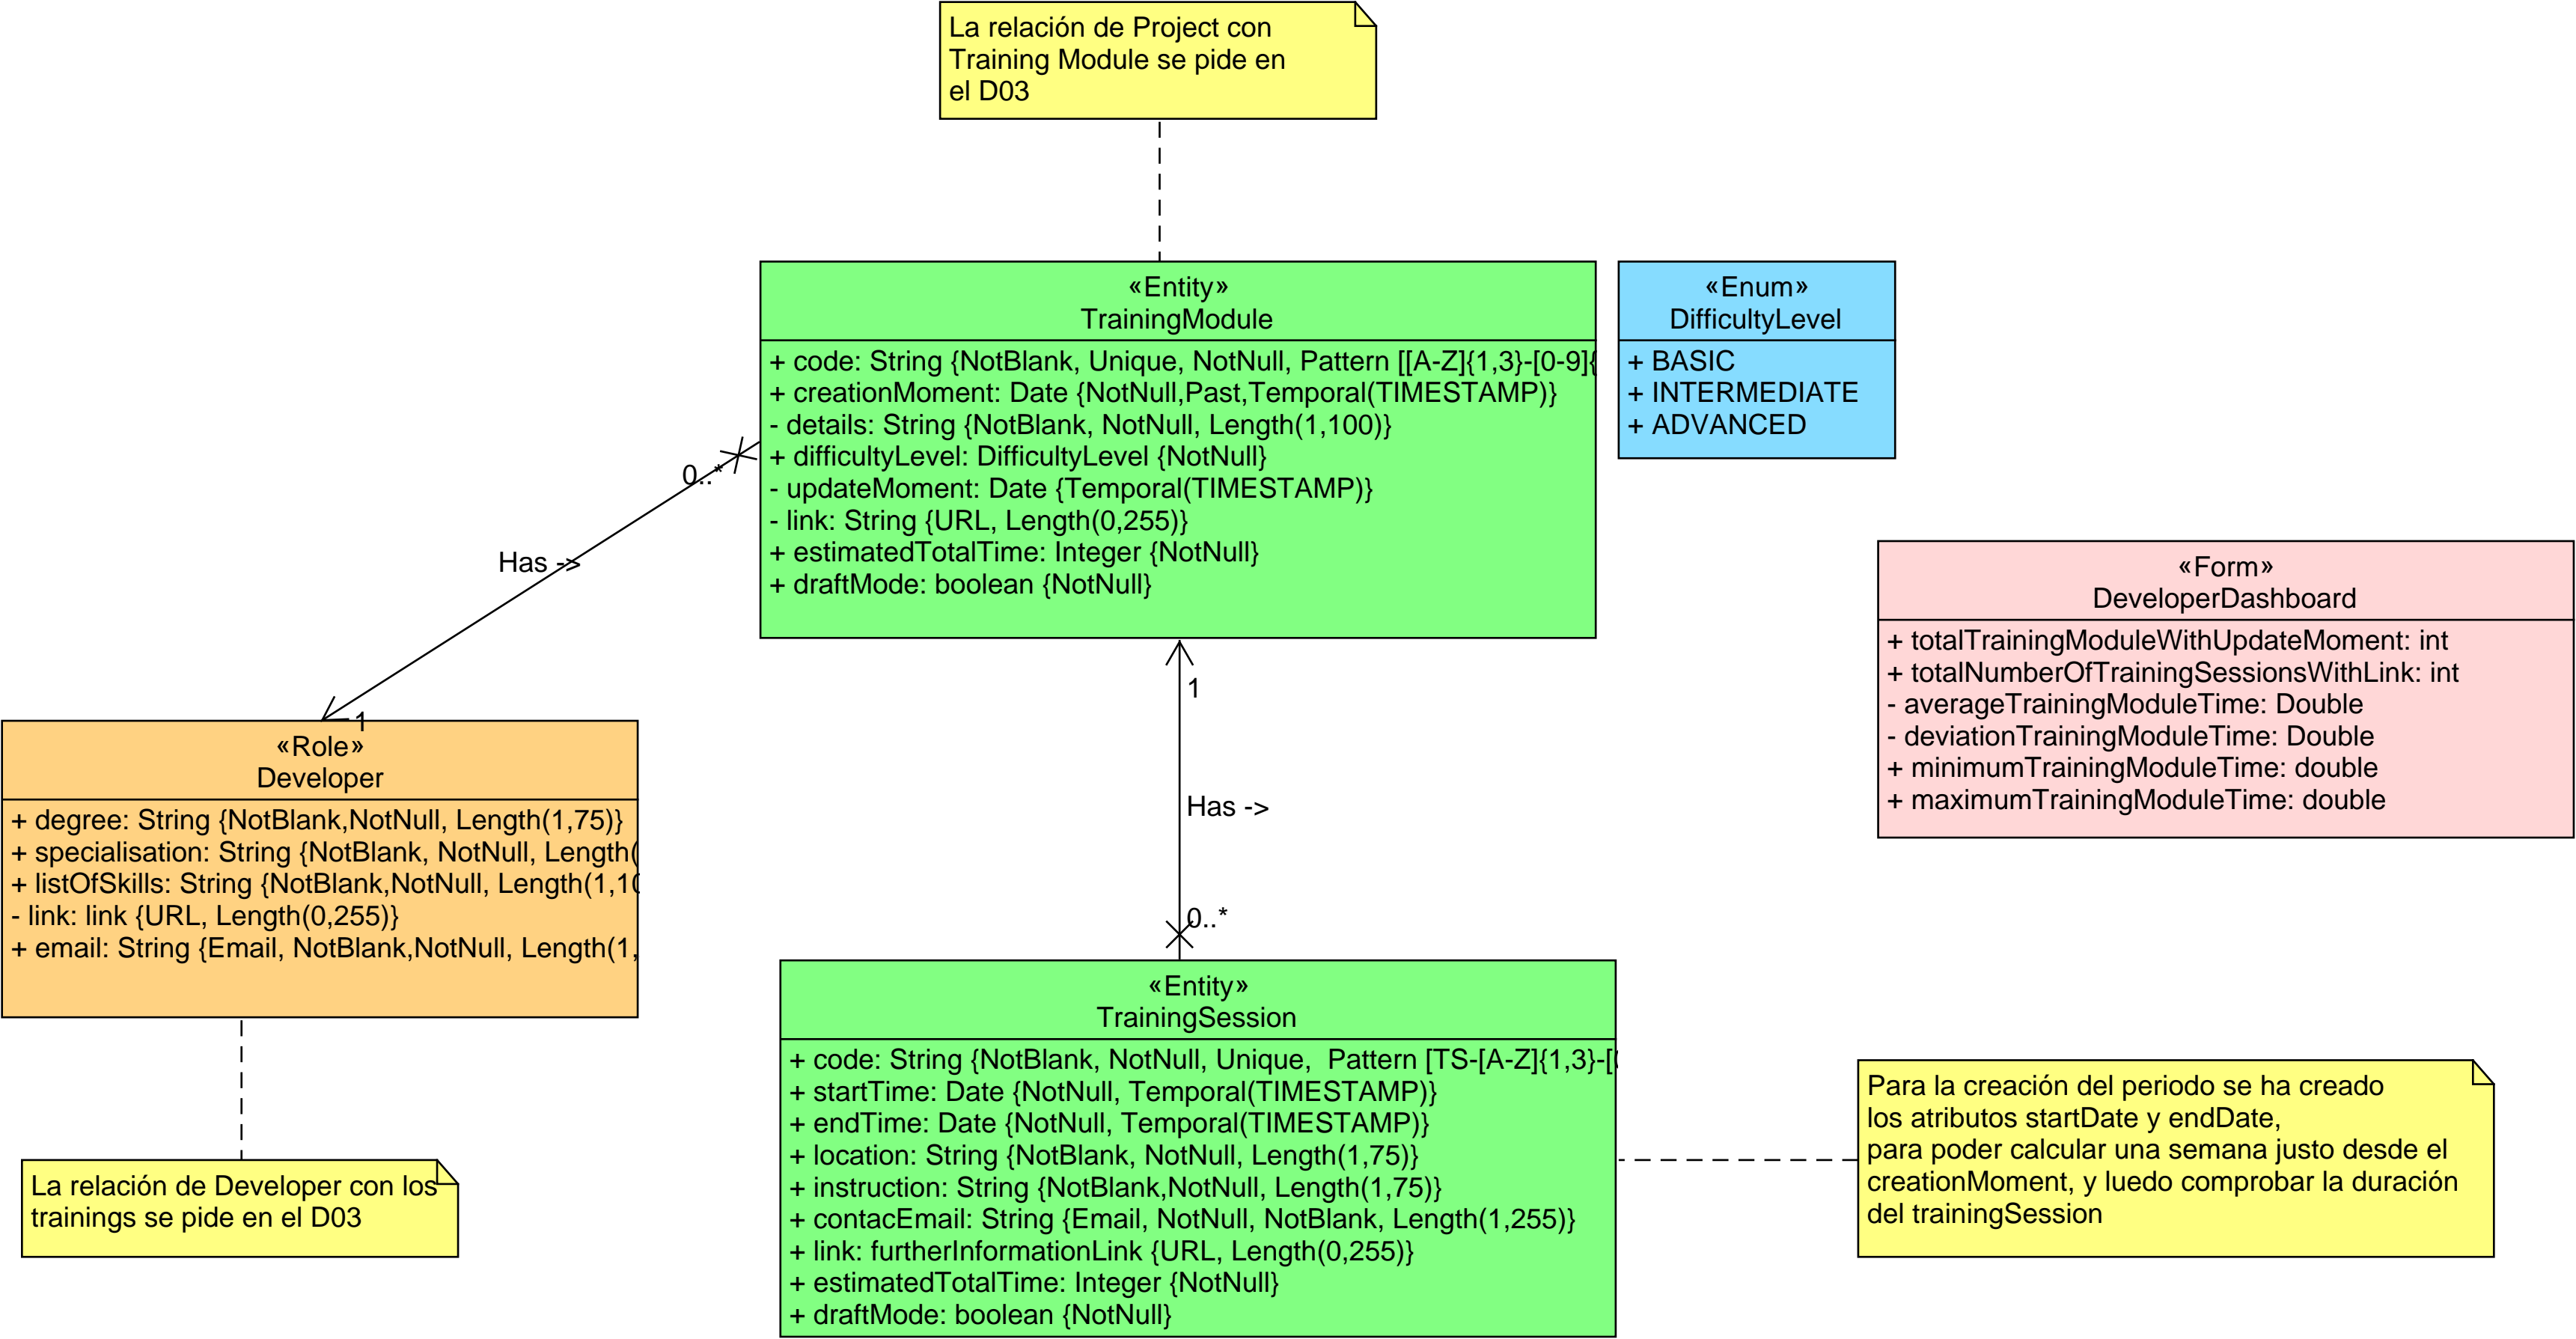 La relación de Project con
Training Module se pide en
el D03
«Entity»
TrainingModule
+ code: String {NotBlank, Unique, NotNull, Pattern [[A-Z]{1,3}-[0-9]{
+ creationMoment: Date {NotNull,Past,Temporal(TIMESTAMP)}
- details: String {NotBlank, NotNull, Length(1,100)}
+ difficultyLevel: DifficultyLevel {NotNull}
- updateMoment: Date {Temporal(TIMESTAMP)}
- link: String {URL, Length(0,255)}
+ estimatedTotalTime: Integer {NotNull}
+ draftMode: boolean {NotNull}
«Enum»
DifficultyLevel
+ BASIC
+ INTERMEDIATE
+ ADVANCED
0..*
Has ->
1
«Form»
DeveloperDashboard
+ totalTrainingModuleWithUpdateMoment: int
+ totalNumberOfTrainingSessionsWithLink: int
- averageTrainingModuleTime: Double
- deviationTrainingModuleTime: Double
+ minimumTrainingModuleTime: double
+ maximumTrainingModuleTime: double
«Role»
Developer
+ degree: String {NotBlank,NotNull, Length(1,75)}
+ specialisation: String {NotBlank, NotNull, Length(
+ listOfSkills: String {NotBlank,NotNull, Length(1,10
- link: link {URL, Length(0,255)}
+ email: String {Email, NotBlank,NotNull, Length(1,
1
Has ->
0..*
«Entity»
TrainingSession
+ code: String {NotBlank, NotNull, Unique,  Pattern [TS-[A-Z]{1,3}-[
+ startTime: Date {NotNull, Temporal(TIMESTAMP)}
+ endTime: Date {NotNull, Temporal(TIMESTAMP)}
+ location: String {NotBlank, NotNull, Length(1,75)}
+ instruction: String {NotBlank,NotNull, Length(1,75)}
+ contacEmail: String {Email, NotNull, NotBlank, Length(1,255)}
+ link: furtherInformationLink {URL, Length(0,255)}
+ estimatedTotalTime: Integer {NotNull}
+ draftMode: boolean {NotNull}
La relación de Developer con los
trainings se pide en el D03
Para la creación del periodo se ha creado
los atributos startDate y endDate,
para poder calcular una semana justo desde el
creationMoment, y luedo comprobar la duración
del trainingSession